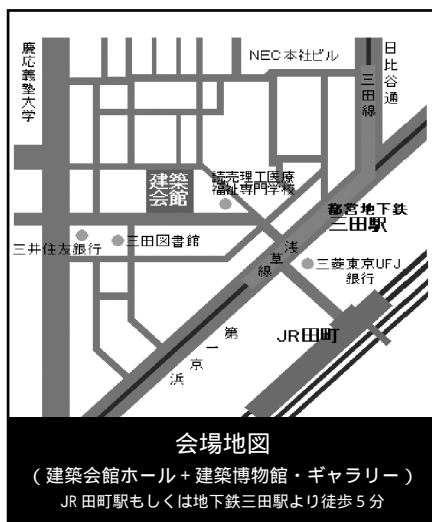 慶応義塾大学
NEC本社ビル
日比谷通
三田線
建築
会館
読売理工医療
福祉専門学校
都営地下鉄
三田駅
三井住友銀行
三田図書館
浅草線
三菱東京UFJ
銀行
JR田町
第一京浜
会場地図
(建築会館ホール+建築博物館・ギャラリー)
JR田町駅もしくは地下鉄三田駅より徒歩5分